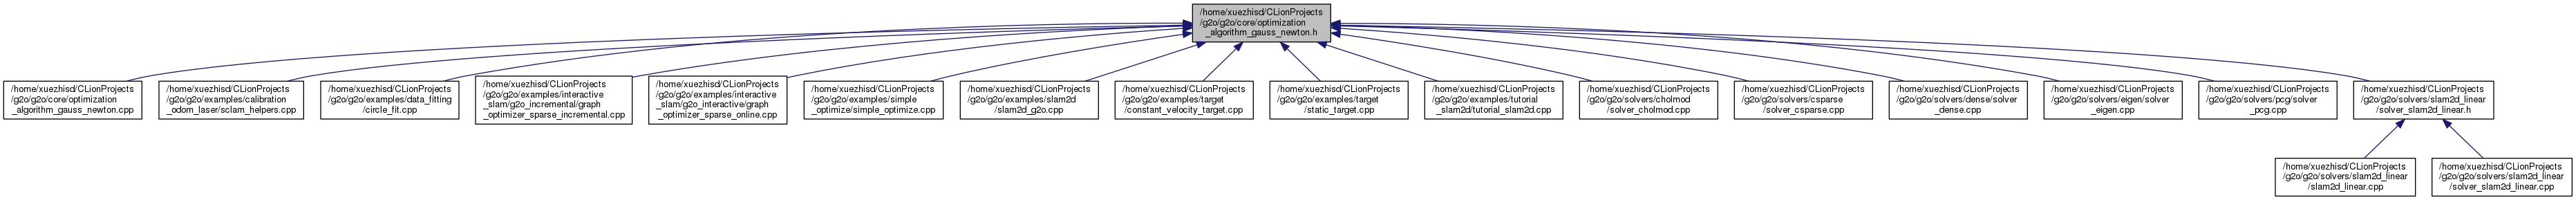 /home/xuezhisd/CLionProjects
/g2o/g2o/core/optimization
_algorithm_gauss_newton.h
/home/xuezhisd/CLionProjects
/g2o/g2o/core/optimization
_algorithm_gauss_newton.cpp
/home/xuezhisd/CLionProjects
/g2o/g2o/examples/calibration
_odom_laser/sclam_helpers.cpp
/home/xuezhisd/CLionProjects
/g2o/g2o/examples/data_fitting
/circle_fit.cpp
/home/xuezhisd/CLionProjects
/g2o/g2o/examples/interactive
_slam/g2o_incremental/graph
_optimizer_sparse_incremental.cpp
/home/xuezhisd/CLionProjects
/g2o/g2o/examples/interactive
_slam/g2o_interactive/graph
_optimizer_sparse_online.cpp
/home/xuezhisd/CLionProjects
/g2o/g2o/examples/simple
_optimize/simple_optimize.cpp
/home/xuezhisd/CLionProjects
/g2o/g2o/examples/slam2d
/slam2d_g2o.cpp
/home/xuezhisd/CLionProjects
/g2o/g2o/examples/target
/constant_velocity_target.cpp
/home/xuezhisd/CLionProjects
/g2o/g2o/examples/target
/static_target.cpp
/home/xuezhisd/CLionProjects
/g2o/g2o/examples/tutorial
_slam2d/tutorial_slam2d.cpp
/home/xuezhisd/CLionProjects
/g2o/g2o/solvers/cholmod
/solver_cholmod.cpp
/home/xuezhisd/CLionProjects
/g2o/g2o/solvers/csparse
/solver_csparse.cpp
/home/xuezhisd/CLionProjects
/g2o/g2o/solvers/dense/solver
_dense.cpp
/home/xuezhisd/CLionProjects
/g2o/g2o/solvers/eigen/solver
_eigen.cpp
/home/xuezhisd/CLionProjects
/g2o/g2o/solvers/pcg/solver
_pcg.cpp
/home/xuezhisd/CLionProjects
/g2o/g2o/solvers/slam2d_linear
/solver_slam2d_linear.h
/home/xuezhisd/CLionProjects
/g2o/g2o/solvers/slam2d_linear
/slam2d_linear.cpp
/home/xuezhisd/CLionProjects
/g2o/g2o/solvers/slam2d_linear
/solver_slam2d_linear.cpp